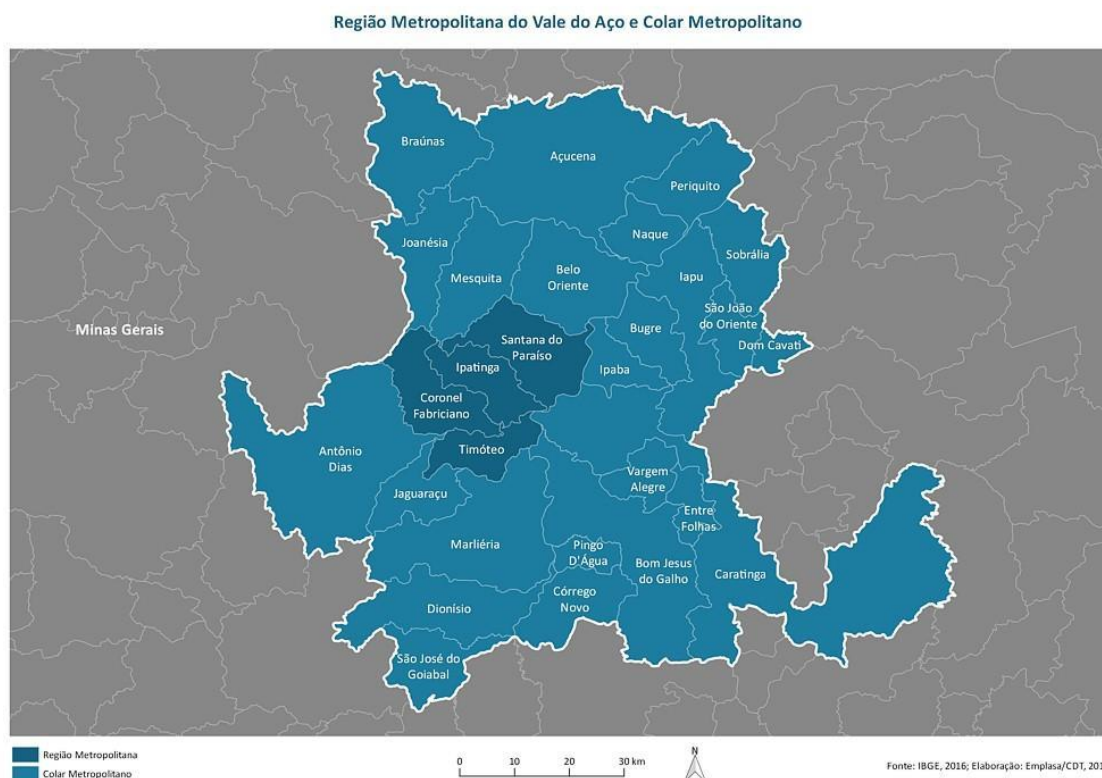 Região Metropolitana do Vale do Aço e Colar Metropolitano
Braúnas
Açucena
Periquito
Naque
Joanésia
Sobrália
Mesquita
Belo
Oriente
Iapu
São João
do Oriente
Bugre
Minas Gerais
Santana do
Paraíso
Dom Cavati
Ipatinga
Ipaba
Coronel
Fabriciano
Timóteo
Antônio
Dias
Vargem
Alegre
Jaguaraçu
Entre
Folhas
Marliéria
Pingo
D'Água
Bom Jesus
do Galho
Caratinga
Córrego
Novo
Dionísio
São José do
Goiabal
Região Metropolitana
Colar Metropolitano
0 10 20 30 km
N
Fonte: IBGE, 2016; Elaboração: Emplasa/CDT, 201